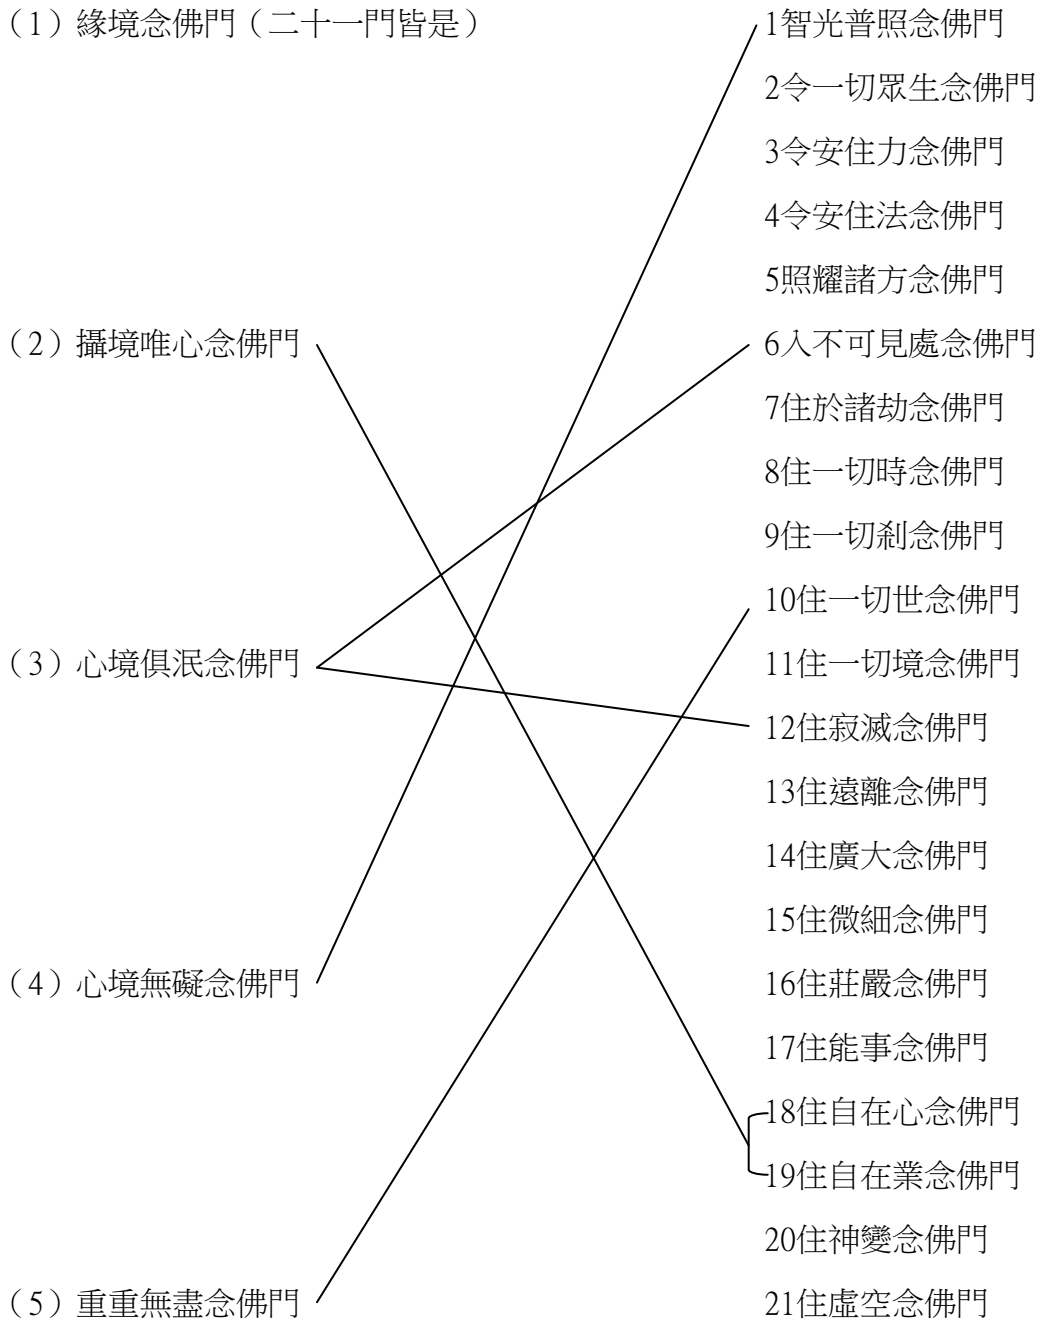 （1）緣境念佛門（二十一門皆是）
（2）攝境唯心念佛門
（3）心境俱泯念佛門
（4）心境無礙念佛門
（5）重重無盡念佛門
1智光普照念佛門
2令一切眾生念佛門
3令安住力念佛門
4令安住法念佛門
5照耀諸方念佛門
6入不可見處念佛門
7住於諸劫念佛門
8住一切時念佛門
9住一切剎念佛門
10住一切世念佛門
11住一切境念佛門
12住寂滅念佛門
13住遠離念佛門
14住廣大念佛門
15住微細念佛門
16住莊嚴念佛門
17住能事念佛門
18住自在心念佛門
19住自在業念佛門
20住神變念佛門
21住虛空念佛門